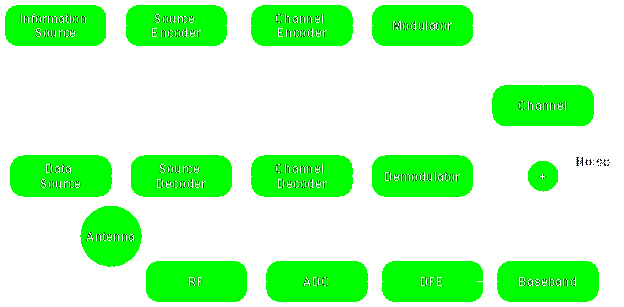 Information
Source
Source
Encoder
Channel
Encoder
Modulator
Channel
Data
Source
Source
Decoder
Channel
Decoder
Demodulator
+
Noise
Antenna
RF
ADC
DFE
Baseband